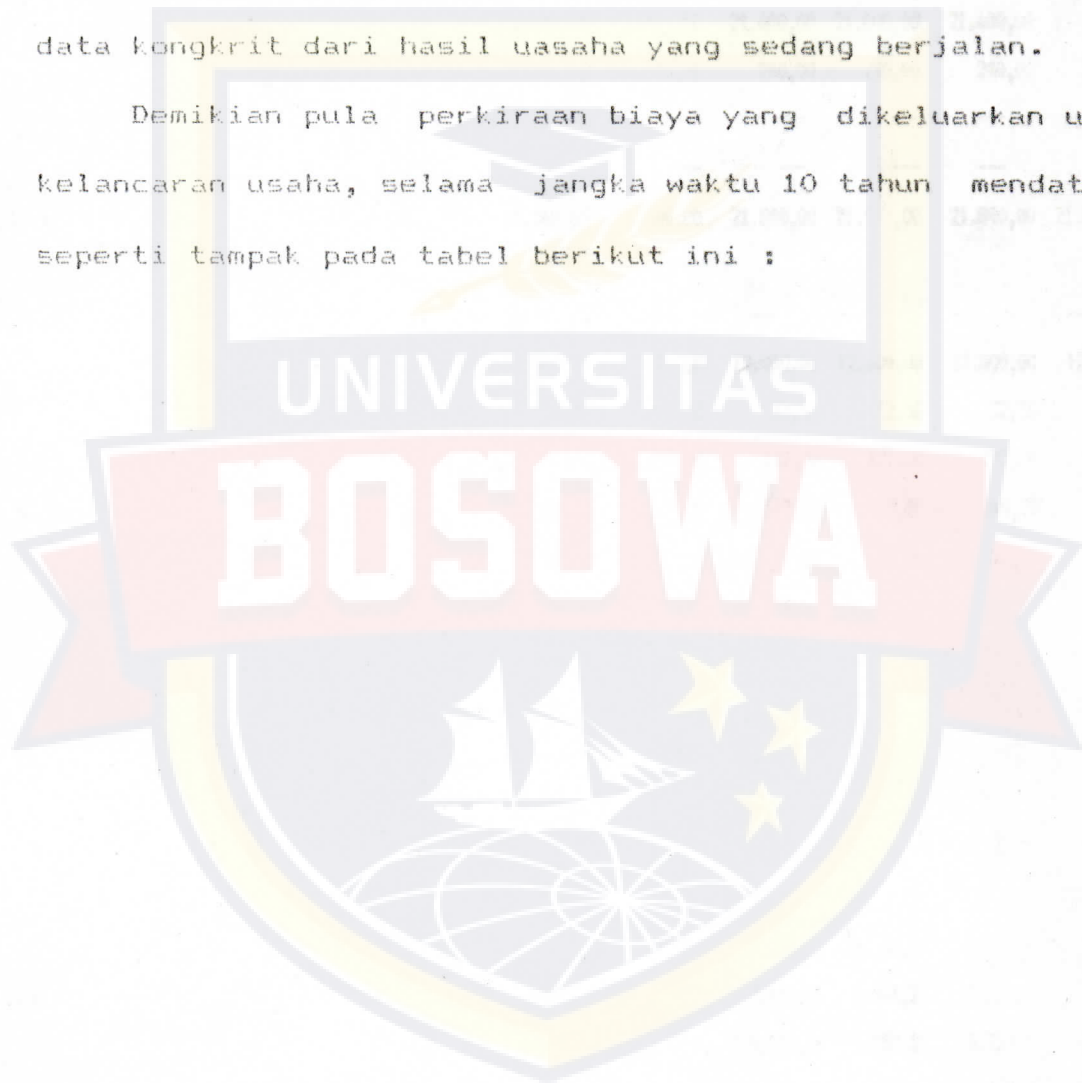 data kongkrit dari hasil uasaha yang sedang berjalan.
Demikian pula perkiraan biaya yang dikeluarkan u
kelancaran usaha, selama jangka waktu 10 tahun mendat
seperti tampak pada tabel berikut ini :
UNIVERSITAS
BOSOWA